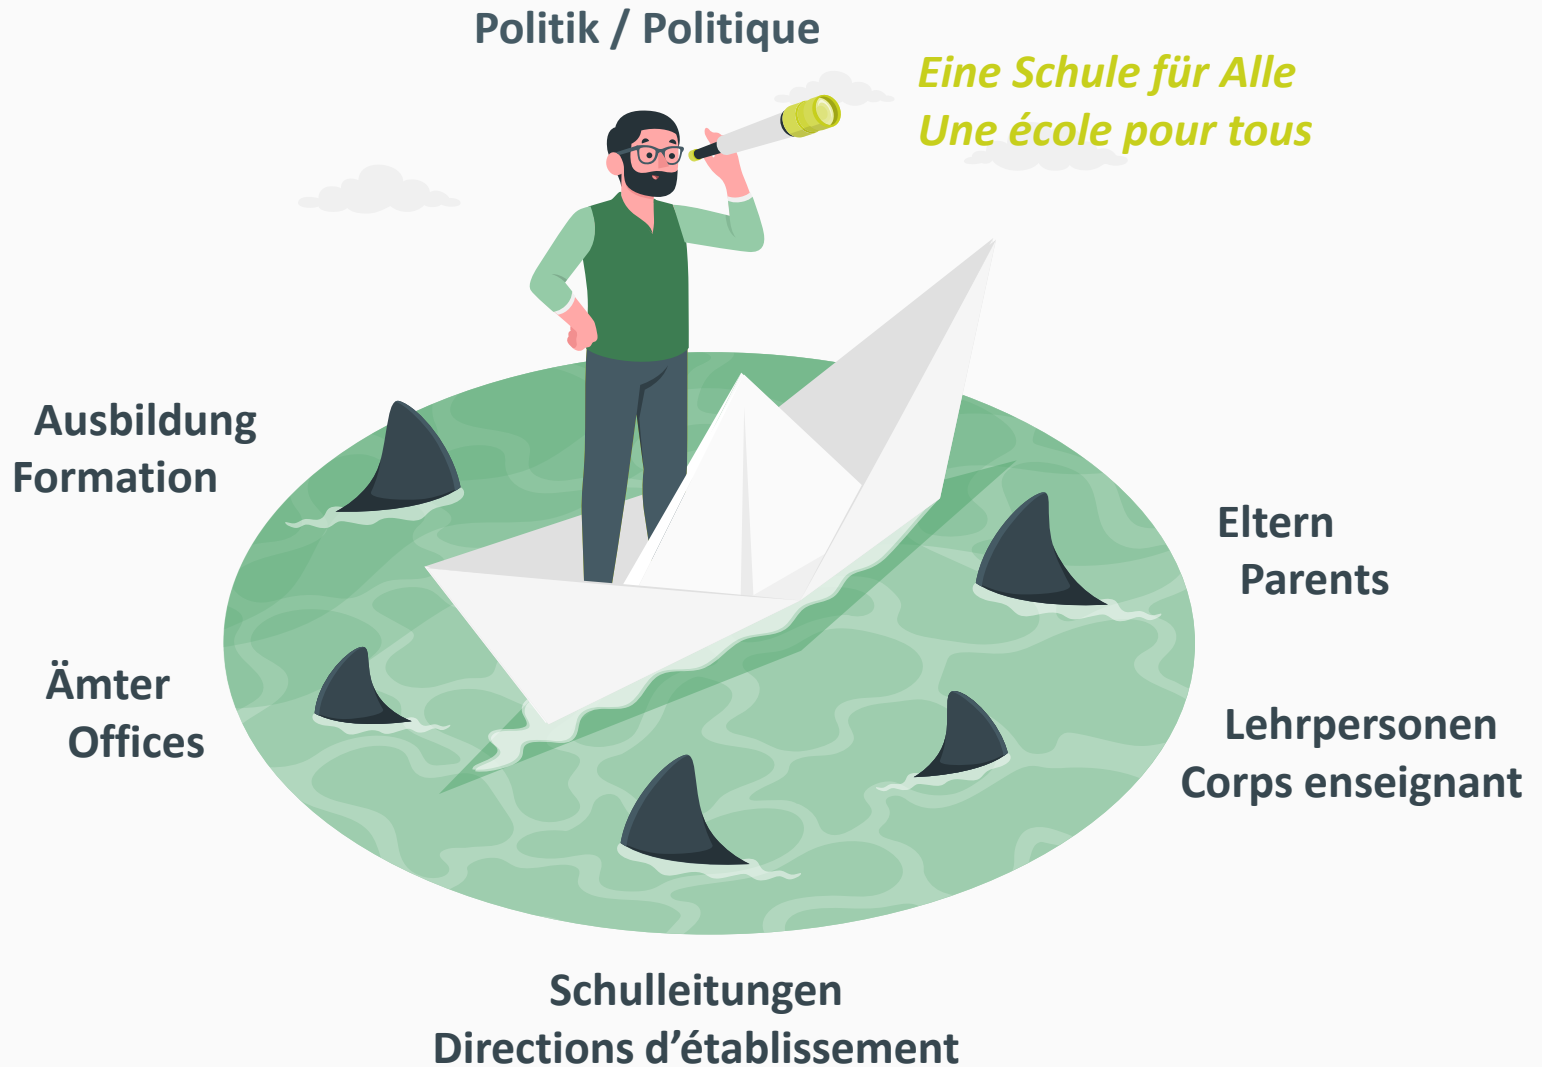 Politik / Politique
Eine Schule für Alle
Une école pour tous
Ausbildung
Formation
Eltern
Parents
Ämter
Offices
Lehrpersonen
Corps enseignant
Schulleitungen
Directions d’établissement